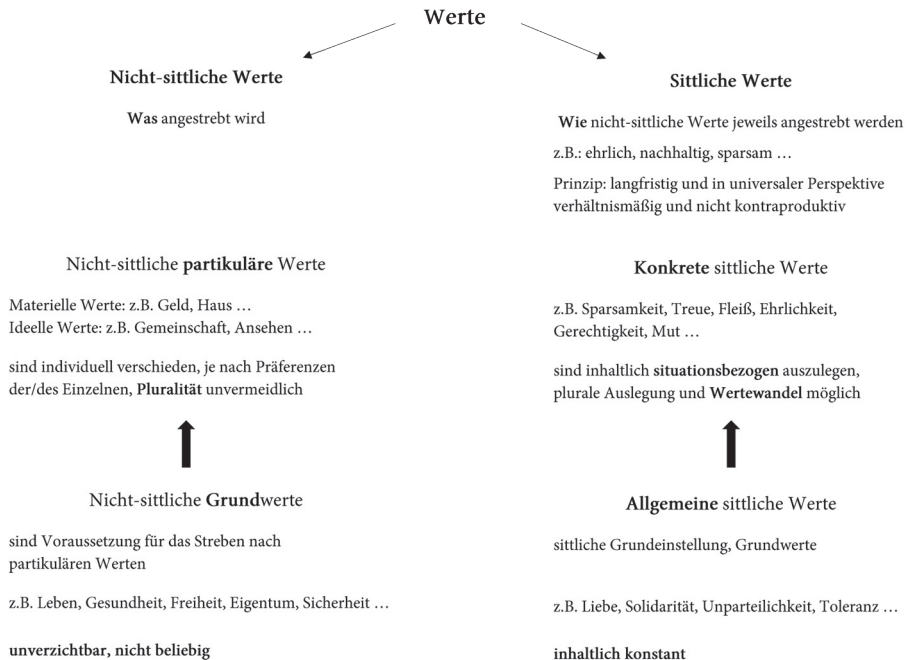 Werte
Nicht-sittliche Werte
Was angestrebt wird
Sittliche Werte
Wie nicht-sittliche Werte jeweils angestrebt werden
z.B.: ehrlich, nachhaltig, sparsam …
Prinzip: langfristig und in universaler Perspektive
verhältnismäßig und nicht kontraproduktiv
Nicht-sittliche partikuläre Werte
Materielle Werte: z.B. Geld, Haus …
Ideelle Werte: z.B. Gemeinschaft, Ansehen …
sind individuell verschieden, je nach Präferenzen
der/des Einzelnen, Pluralität unvermeidlich
Konkrete sittliche Werte
z.B. Sparsamkeit, Treue, Fleiß, Ehrlichkeit,
Gerechtigkeit, Mut …
sind inhaltlich situationsbezogen auszulegen,
plurale Auslegung und Wertewandel möglich
Nicht-sittliche Grundwerte
sind Voraussetzung für das Streben nach
partikulären Werten
z.B. Leben, Gesundheit, Freiheit, Eigentum, Sicherheit …
unverzichtbar, nicht beliebig
Allgemeine sittliche Werte
sittliche Grundeinstellung, Grundwerte
z.B. Liebe, Solidarität, Unparteilichkeit, Toleranz …
inhaltlich konstant